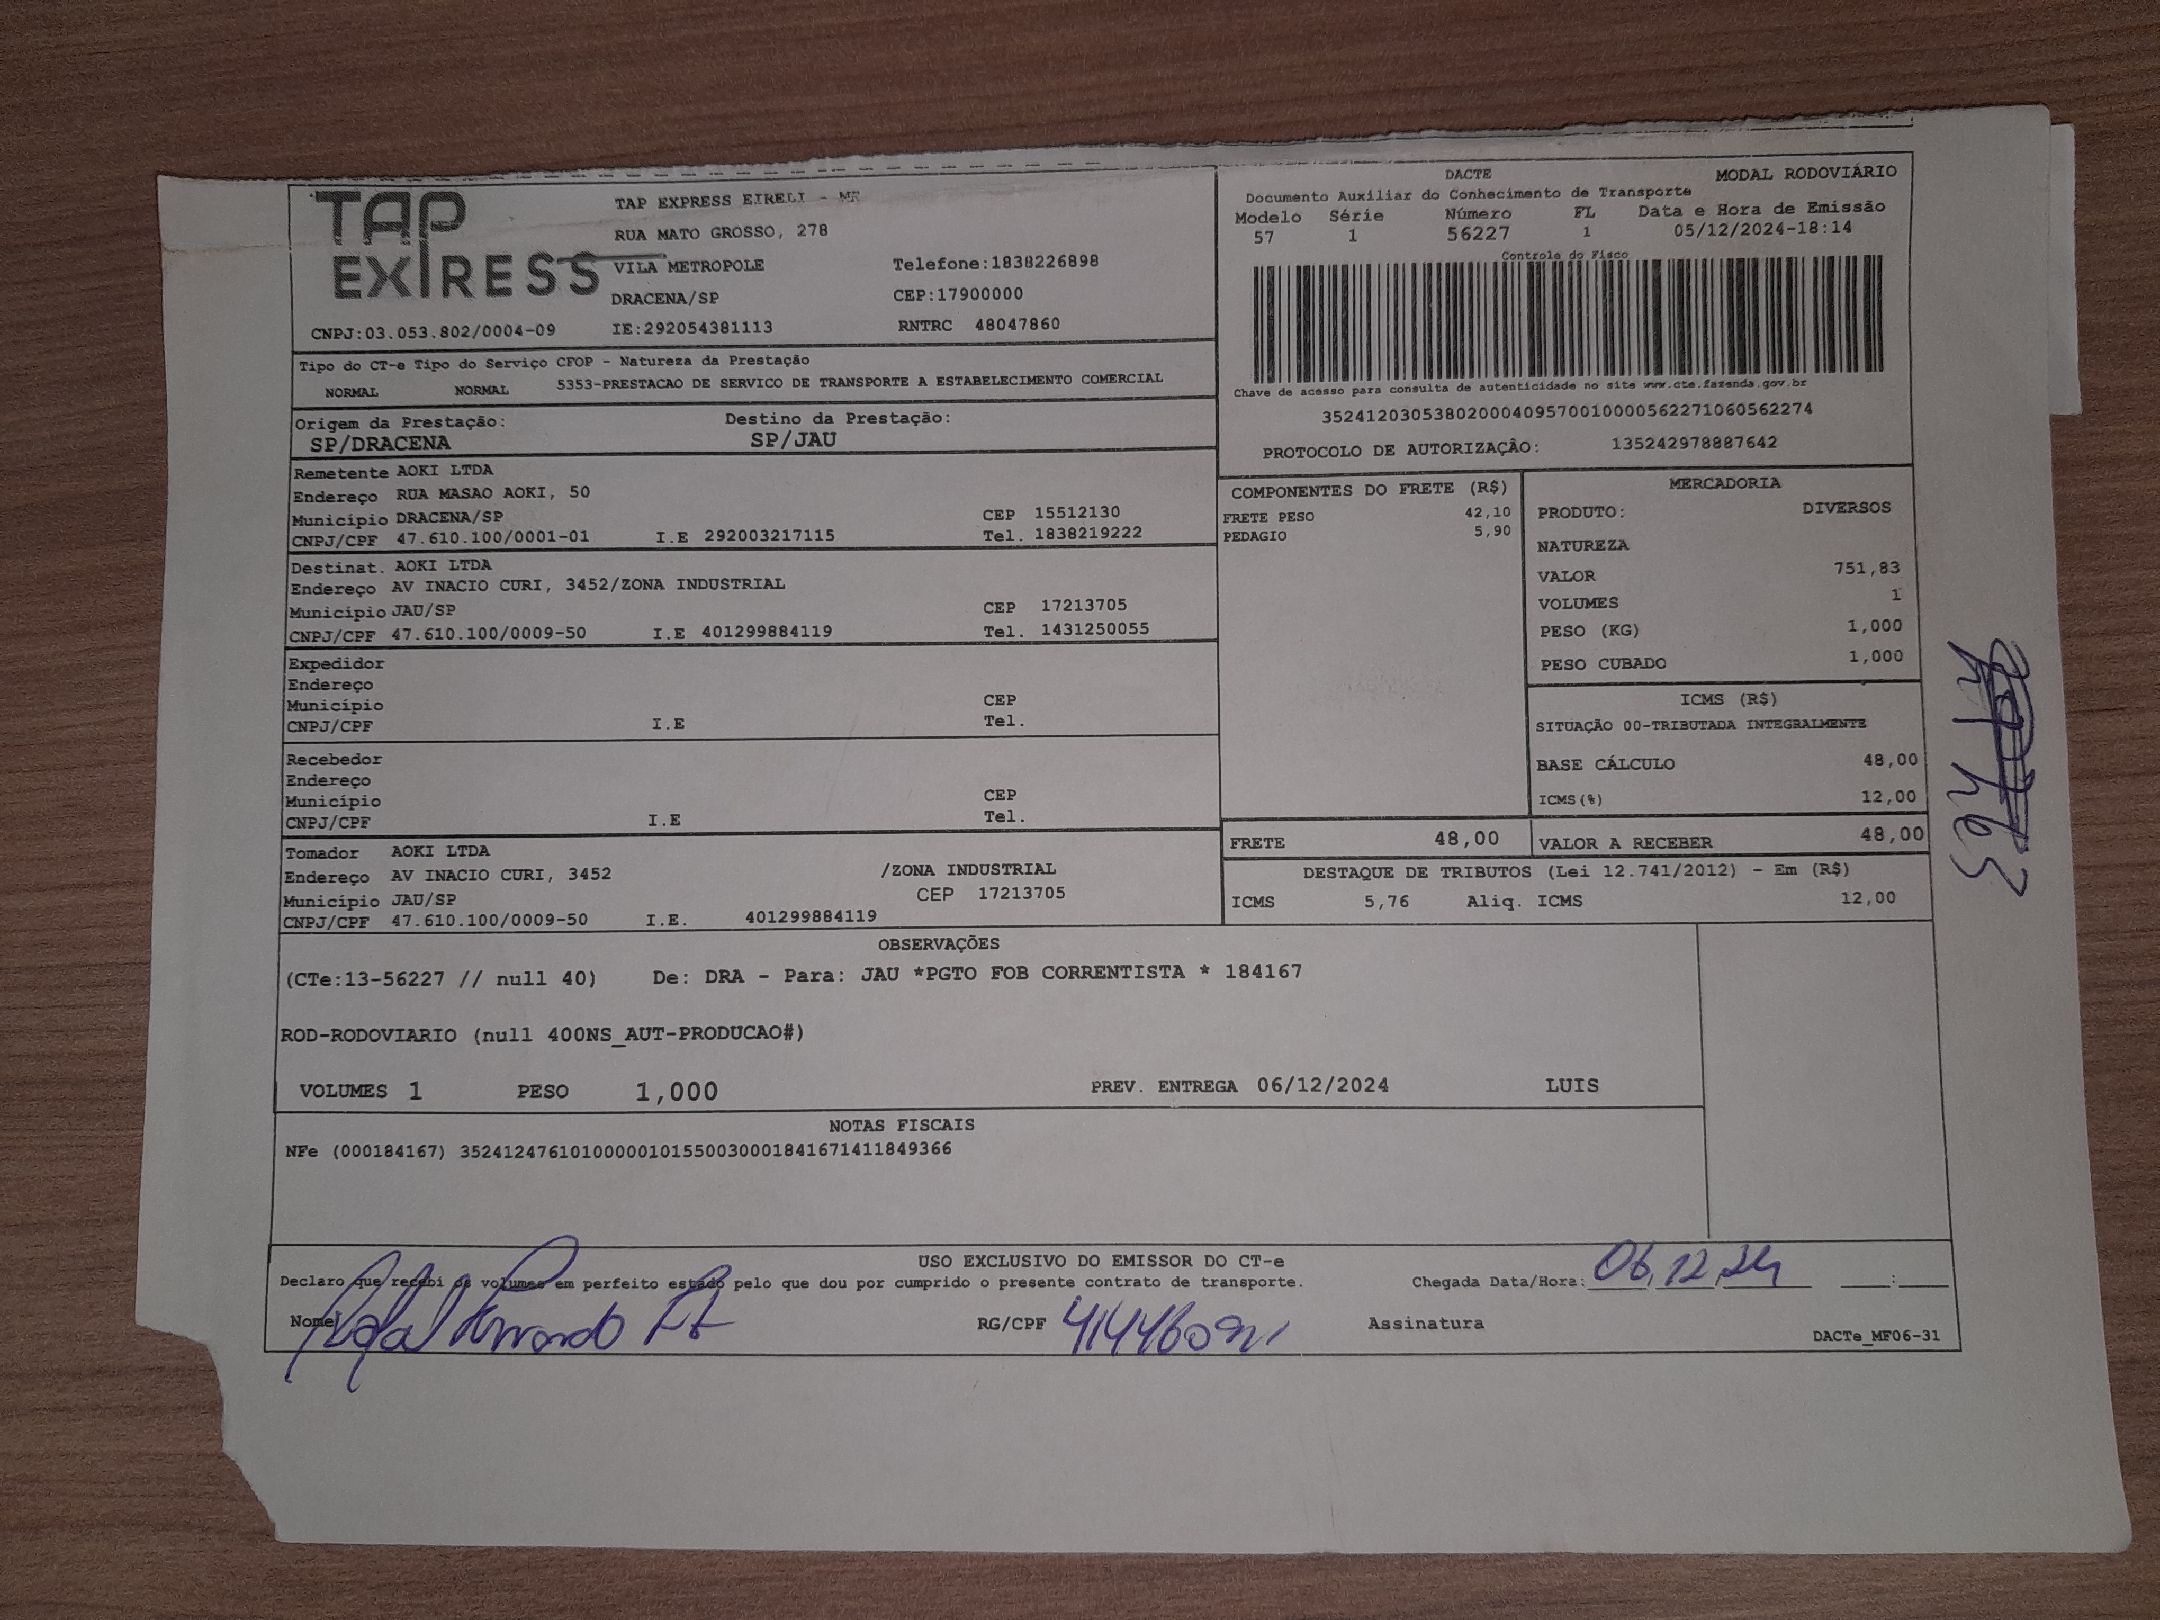 TAP EXPRESS
TAP EXPRESS EIRELI - ME
RUA MATO GROSSO, 278
VILA METROPOLE Telefone:1838226898
DRACENA/SP CEP:17900000
CNPJ:03.053.802/0004-09 IE:292054381113 RNTRC 48047860
DACTE MODAL RODOVIÁRIO
Documento Auxiliar do Conhecimento de Transporte
Modelo Série Número FL Data e Hora de Emissão
57 1 56227 1 05/12/2024-18:14
Controle do Fisco
Chave de acesso para consulta de autenticidade no site www.cte.fazenda.gov.br
35241203053802000409570010000562271060562274
PROTOCOLO DE AUTORIZAÇÃO: 135242978887642
Tipo do CT-e Tipo do Serviço CFOP - Natureza da Prestação
NORMAL NORMAL 5353-PRESTACAO DE SERVICO DE TRANSPORTE A ESTABELECIMENTO COMERCIAL
Origem da Prestação: Destino da Prestação:
SP/DRACENA SP/JAU
Remetente AOKI LTDA
Endereço RUA MASAO AOKI, 50
Município DRACENA/SP CEP 15512130
CNPJ/CPF 47.610.100/0001-01 I.E 292003217115 Tel. 1838219222
Destinat. AOKI LTDA
Endereço AV INACIO CURI, 3452/ZONA INDUSTRIAL
Município JAU/SP CEP 17213705
CNPJ/CPF 47.610.100/0009-50 I.E 401299884119 Tel. 1431250055
Expedidor
Endereço
Município CEP
CNPJ/CPF I.E Tel.
Recebedor
Endereço
Município CEP
CNPJ/CPF I.E Tel.
Tomador AOKI LTDA
Endereço AV INACIO CURI, 3452 /ZONA INDUSTRIAL
Município JAU/SP CEP 17213705
CNPJ/CPF 47.610.100/0009-50 I.E. 401299884119
COMPONENTES DO FRETE (R$)
FRETE PESO 42,10
PEDAGIO 5,90
MERCADORIA
PRODUTO: DIVERSOS
NATUREZA
VALOR 751,83
VOLUMES 1
PESO (KG) 1,000
PESO CUBADO 1,000
ICMS (R$)
SITUAÇÃO 00-TRIBUTADA INTEGRALMENTE
BASE CÁLCULO 48,00
ICMS(%) 12,00
FRETE 48,00 VALOR A RECEBER 48,00
DESTAQUE DE TRIBUTOS (Lei 12.741/2012) - Em (R$)
ICMS 5,76 Aliq. ICMS 12,00
OBSERVAÇÕES
(CTe:13-56227 // null 40) De: DRA - Para: JAU *PGTO FOB CORRENTISTA * 184167
ROD-RODOVIARIO (null 400NS_AUT-PRODUCAO#)
VOLUMES 1 PESO 1,000 PREV. ENTREGA 06/12/2024 LUIS
NOTAS FISCAIS
NFe (000184167) 35241247610100000101550030001841671411849366
USO EXCLUSIVO DO EMISSOR DO CT-e
Declaro que recebi os volumes em perfeito estado pelo que dou por cumprido o presente contrato de transporte. Chegada Data/Hora: 06.12.24 :
Nome RG/CPF Assinatura
DACTe_MF06-31